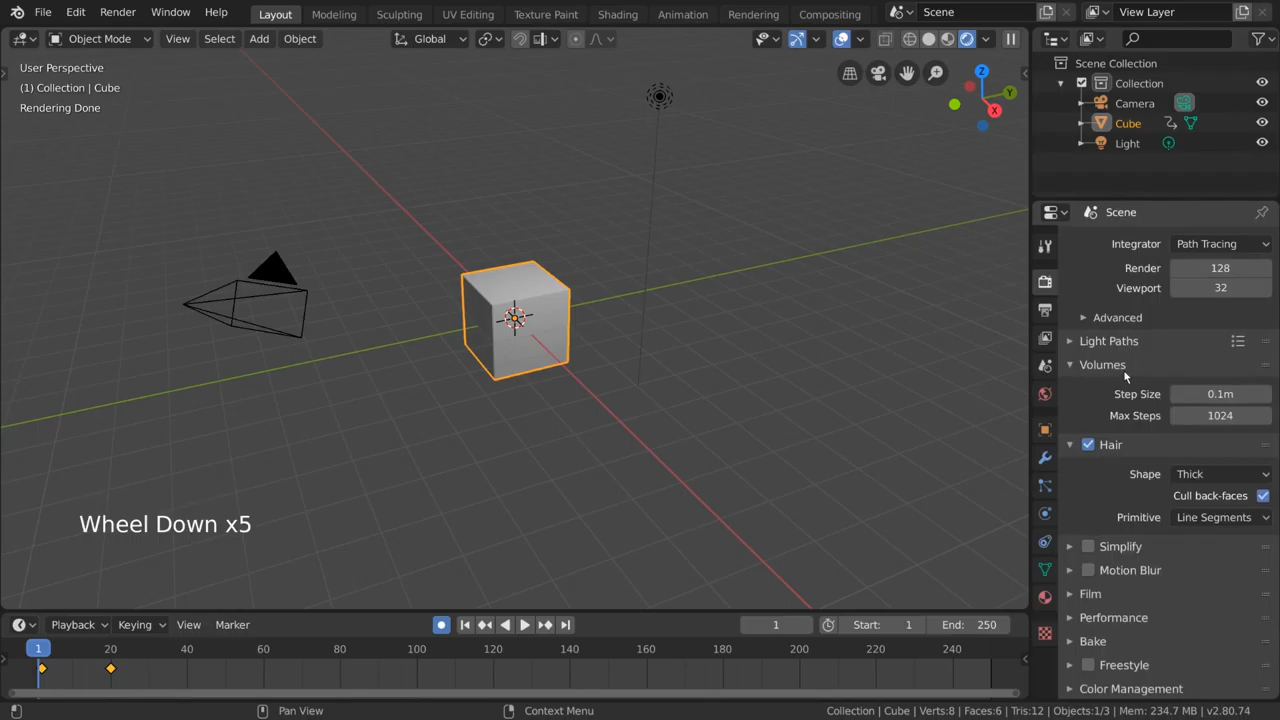 File Edit Render Window Help
Layout Modeling Sculpting UV Editing Texture Paint Shading Animation Rendering Compositing
Scene
View Layer
Object Mode View Select Add Object
Global
User Perspective
(1) Collection | Cube
Rendering Done
Z
Y
X
Scene Collection
Collection
Camera
Cube
Light
Scene
Integrator Path Tracing
Render 128
Viewport 32
Advanced
Light Paths
Volumes
Step Size 0.1m
Max Steps 1024
Hair
Shape Thick
Cull back-faces
Primitive Line Segments
Simplify
Motion Blur
Film
Performance
Bake
Freestyle
Color Management
Wheel Down x5
Playback Keying View Marker
1
Start: 1
End: 250
1 20 40 60 80 100 120 140 160 180 200 220 240
Pan View
Context Menu
Collection | Cube | Verts:8 | Faces:6 | Tris:12 | Objects:1/3 | Mem: 234.7 MB | v2.80.74